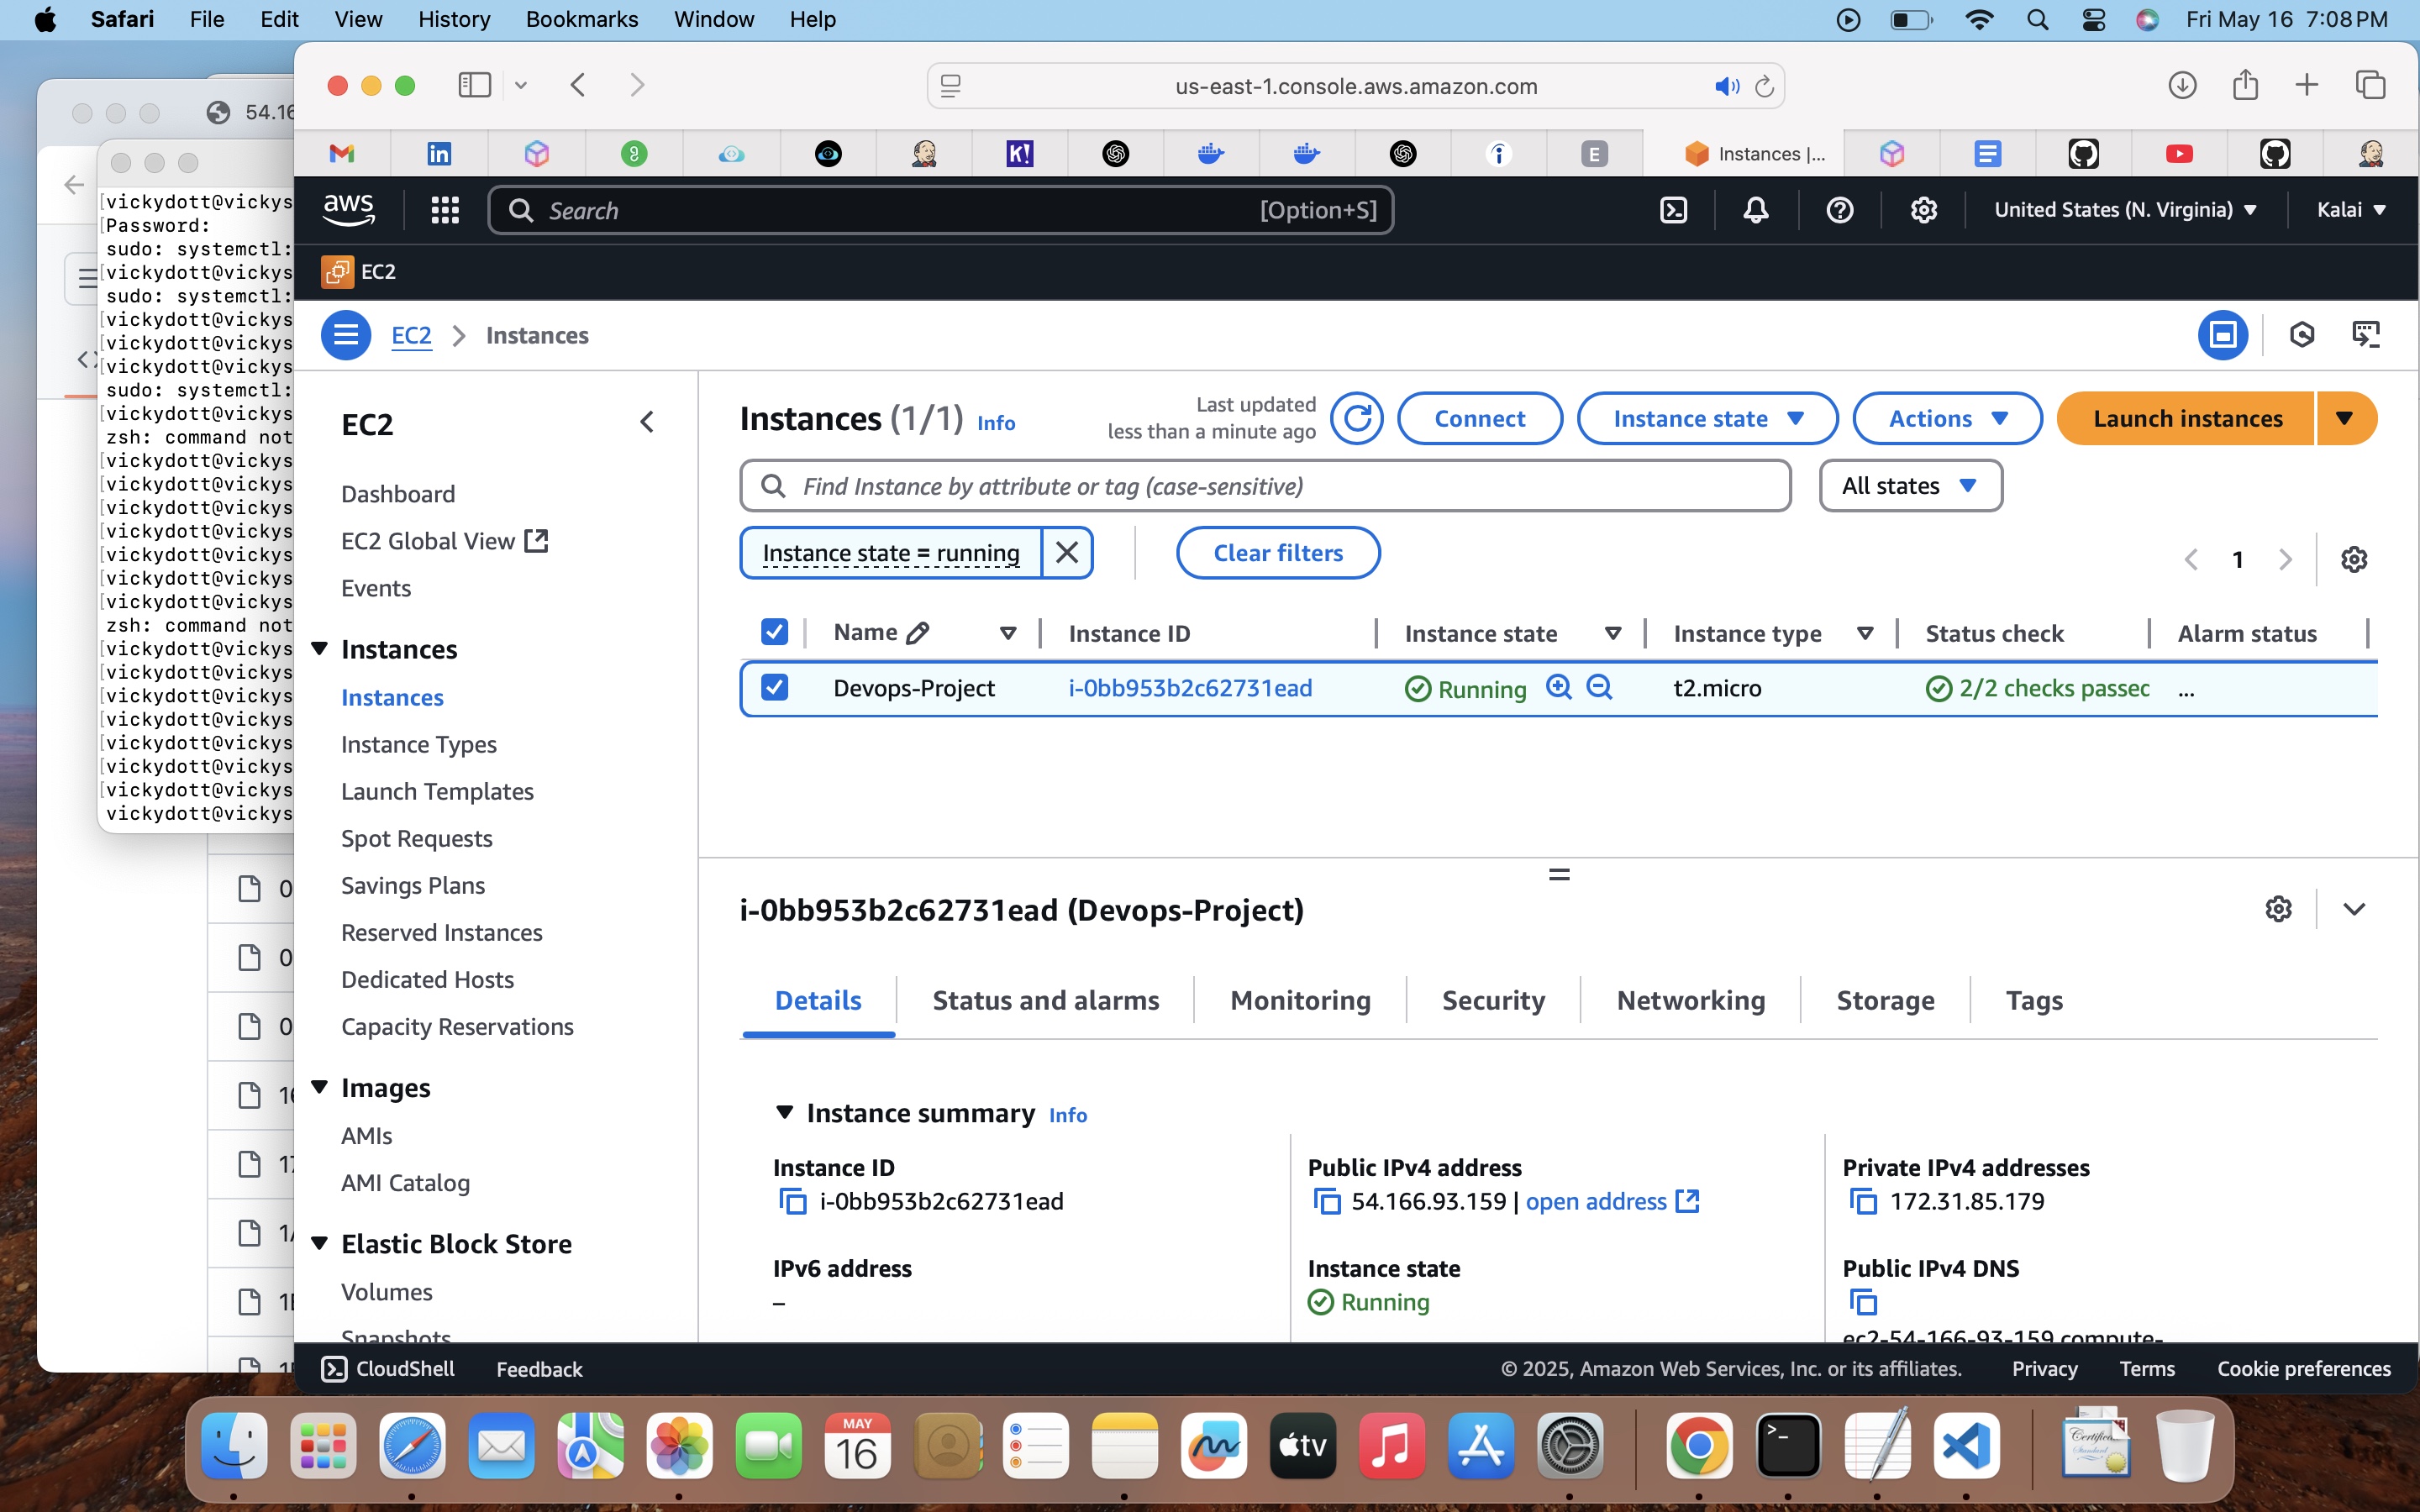 Safari File Edit View History Bookmarks Window Help Fri May 16 7:08 PM
us-east-1.console.aws.amazon.com
54.16
in K! E Instances |...
aws Search [Option+S] United States (N. Virginia) Kalai
EC2
EC2 Instances
[vickydott@vickys
[Password:
sudo: systemctl:
[vickydott@vickys
sudo: systemctl:
[vickydott@vickys
[vickydott@vickys
[vickydott@vickys
sudo: systemctl:
[vickydott@vickys
zsh: command not
[vickydott@vickys
[vickydott@vickys
[vickydott@vickys
[vickydott@vickys
[vickydott@vickys
[vickydott@vickys
[vickydott@vickys
zsh: command not
[vickydott@vickys
[vickydott@vickys
[vickydott@vickys
[vickydott@vickys
[vickydott@vickys
[vickydott@vickys
[vickydott@vickys
vickydott@vickys
0
0
0
1
17
1
1
EC2
Dashboard
EC2 Global View
Events
Instances
Instances
Instance Types
Launch Templates
Spot Requests
Savings Plans
Reserved Instances
Dedicated Hosts
Capacity Reservations
Images
AMIs
AMI Catalog
Elastic Block Store
Volumes
Snapshots
Instances (1/1) Info
Last updated
less than a minute ago
Connect Instance state Actions Launch instances
Find Instance by attribute or tag (case-sensitive) All states
Instance state = running Clear filters 1
Name Instance ID Instance state Instance type Status check Alarm status
Devops-Project i-0bb953b2c62731ead Running t2.micro 2/2 checks passec ...
i-0bb953b2c62731ead (Devops-Project)
Details Status and alarms Monitoring Security Networking Storage Tags
Instance summary Info
Instance ID
i-0bb953b2c62731ead
Public IPv4 address
54.166.93.159 | open address
Private IPv4 addresses
172.31.85.179
IPv6 address
–
Instance state
Running
Public IPv4 DNS
ec2-54-166-93-159.compute-
CloudShell Feedback © 2025, Amazon Web Services, Inc. or its affiliates. Privacy Terms Cookie preferences
MAY
16
tv